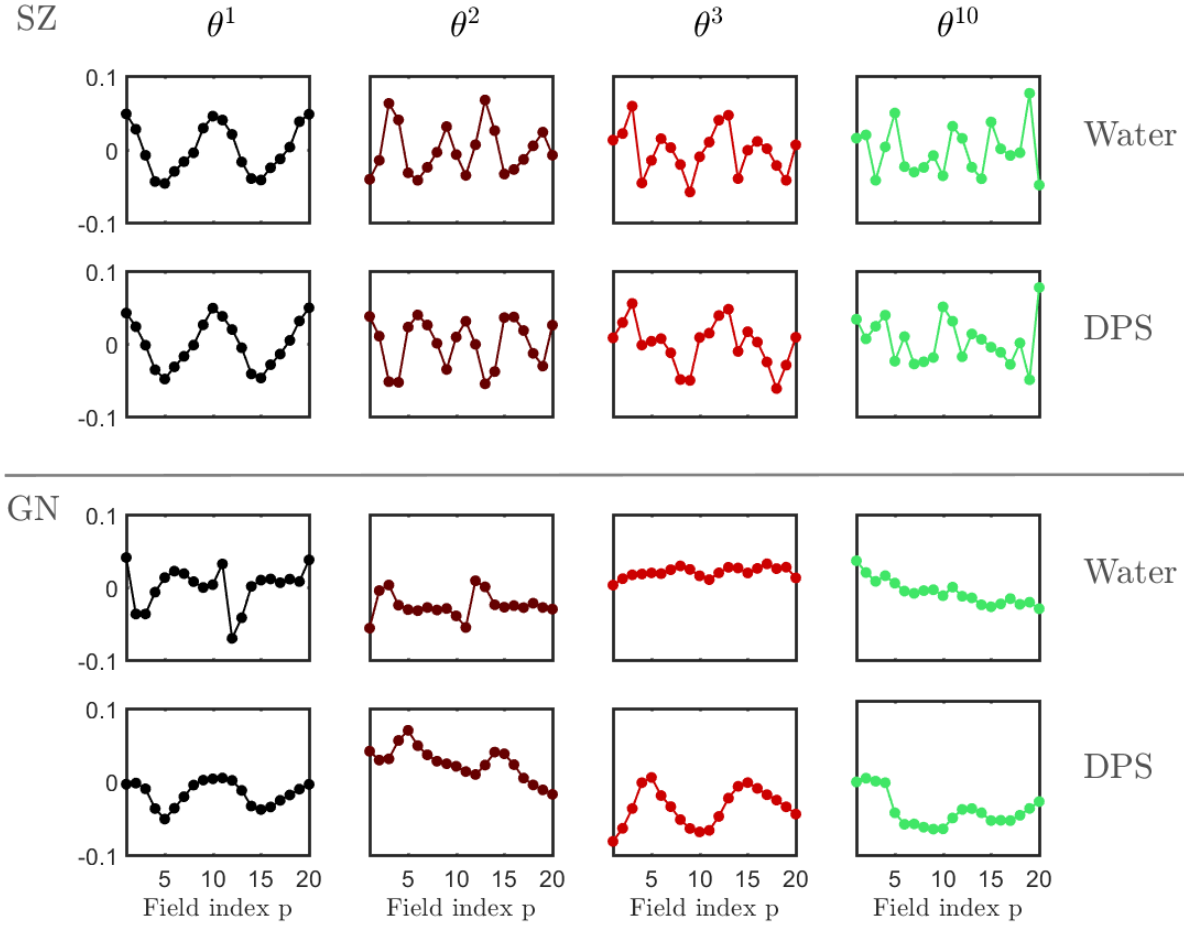 SZ θ¹ θ² θ³ θ¹⁰
0.1
0
-0.1
Water
0.1
0
-0.1
DPS
GN
0.1
0
-0.1
Water
0.1
0
-0.1
DPS
5 10 15 20 5 10 15 20 5 10 15 20 5 10 15 20
Field index p Field index p Field index p Field index p